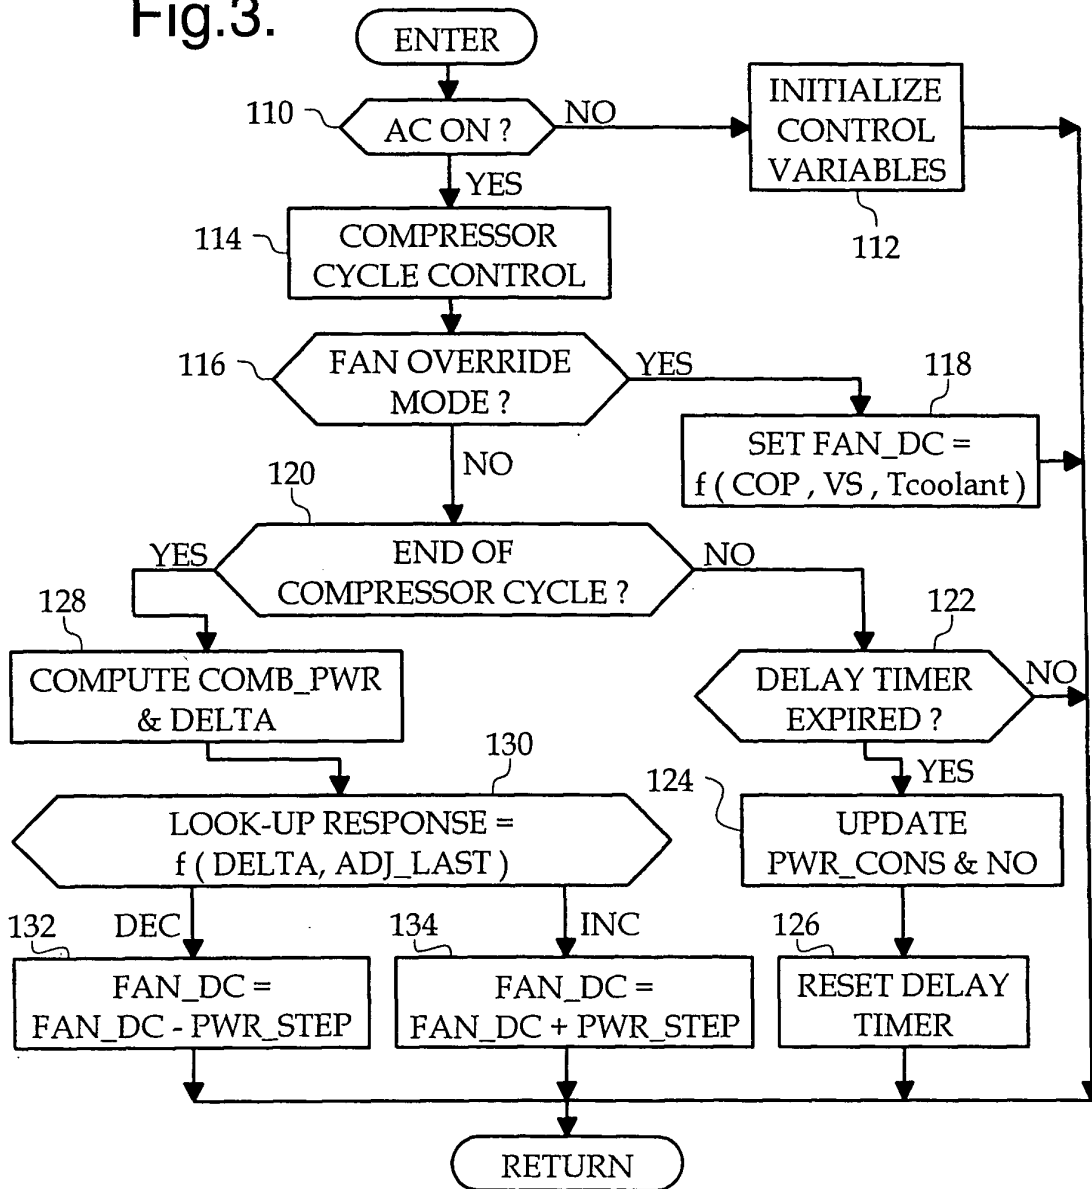 Fig.3.
ENTER
110
AC ON ?
NO
INITIALIZE
CONTROL
VARIABLES
112
YES
114
COMPRESSOR
CYCLE CONTROL
116
FAN OVERRIDE
MODE ?
YES
118
SET FAN_DC =
f ( COP , VS , Tcoolant )
NO
120
END OF
COMPRESSOR CYCLE ?
YES
NO
128
COMPUTE COMB_PWR
& DELTA
122
DELAY TIMER
EXPIRED ?
NO
YES
130
LOOK-UP RESPONSE =
f ( DELTA, ADJ_LAST )
124
UPDATE
PWR_CONS & NO
DEC
INC
132
FAN_DC =
FAN_DC - PWR_STEP
134
FAN_DC =
FAN_DC + PWR_STEP
126
RESET DELAY
TIMER
RETURN